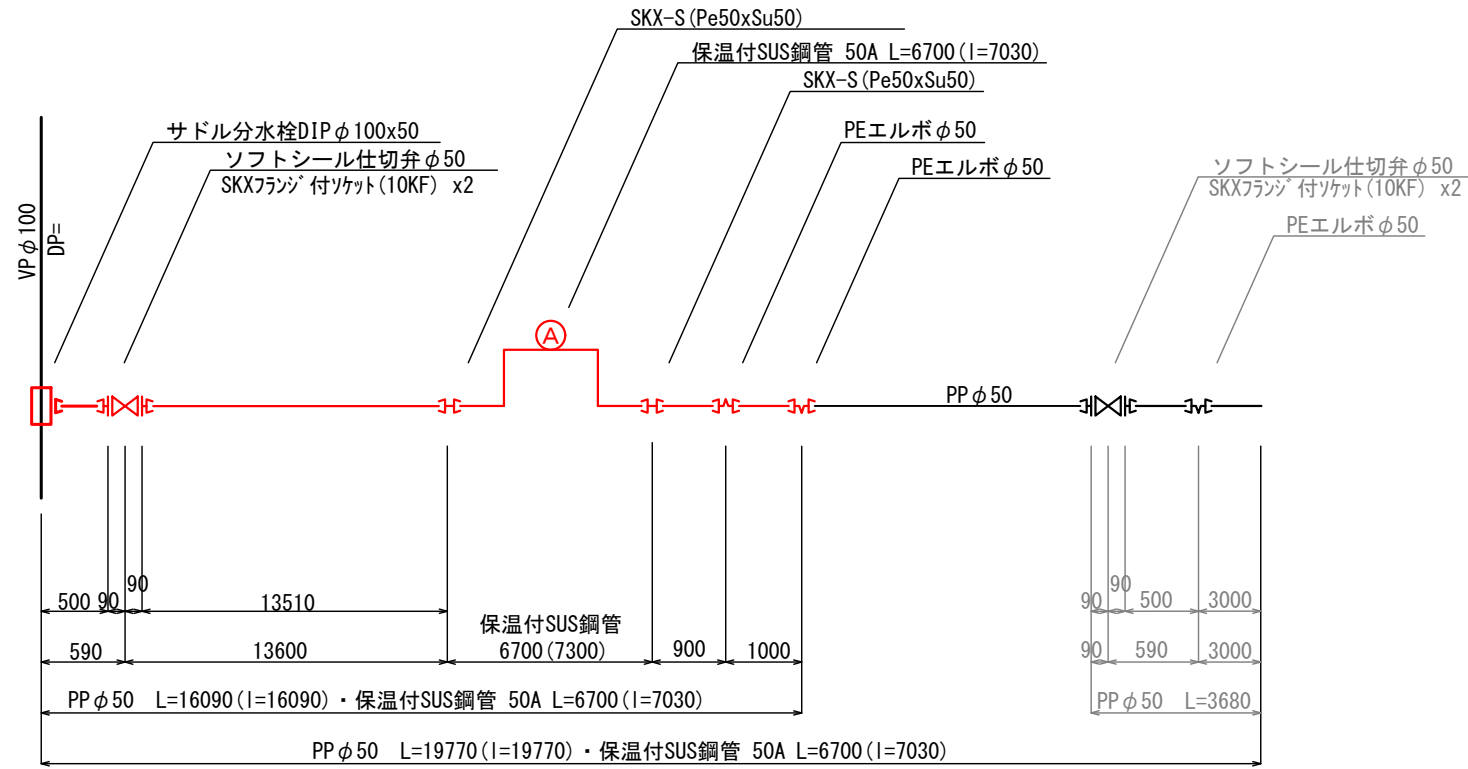 SKX-S(Pe50xSu50)
保温付SUS鋼管 50A L=6700(l=7030)
SKX-S(Pe50xSu50)
サドル分水栓DIPφ100x50
PEエルボφ50
ソフトシール仕切弁φ50
SKXフランジ付ソケット(10KF) x2
PEエルボφ50
ソフトシール仕切弁φ50
SKXフランジ付ソケット(10KF) x2
PEエルボφ50
VPφ100
DP=
A
PPφ50
500 90 90 13510
90 90 500 3000
590 13600
保温付SUS鋼管
6700(7300)
900 1000
90 590 3000
PPφ50 L=16090(l=16090)・保温付SUS鋼管 50A L=6700(l=7030)
PPφ50 L=3680
PPφ50 L=19770(l=19770)・保温付SUS鋼管 50A L=6700(l=7030)